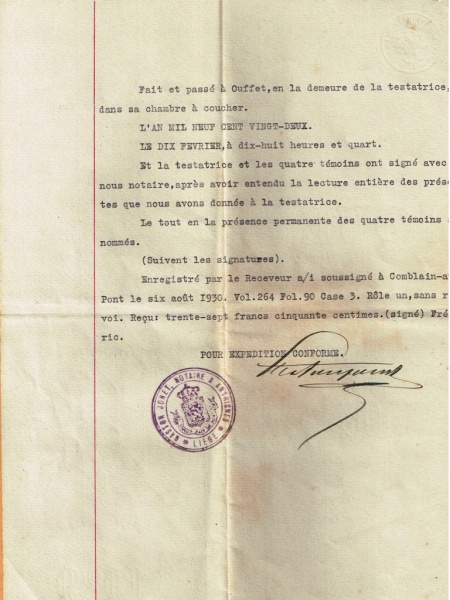 Fait et passé à Ouffet,en la demeure de la testatrice,
dans sa chambre à coucher.
L'AN MIL NEUF CENT VINGT-DEUX.
LE DIX FEVRIER,à dix-huit heures et quart.
Et la testatrice et les quatre témoins ont signé avec
nous notaire,après avoir entendu la lecture entière des prése
tes que nous avons donnée à la testatrice.
Le tout en la présence permanente des quatre témoins
nommés.
(Suivent les signatures).
Enregistré par le Receveur a/i soussigné à Comblain-a
Pont le six août 1930. Vol.264 Fol.90 Case 3. Rôle un,sans r
voi. Reçu: trente-sept francs cinquante centimes.(signé) Fré
ric.
POUR EXPEDITION CONFORME.
GASTON JONET, NOTAIRE A
LIÈGE